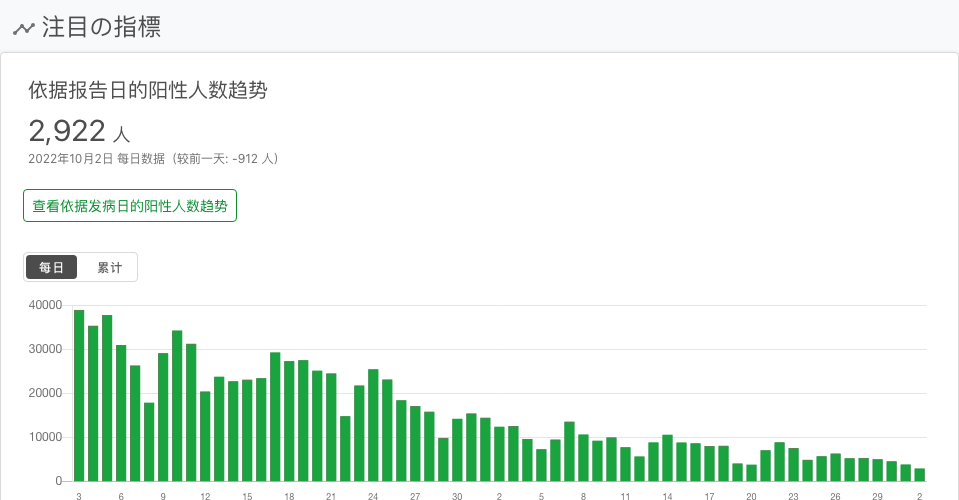 注目の指標
依据报告日的阳性人数趋势
2,922 人
2022年10月2日 每日数据（较前一天: -912 人）
查看依据发病日的阳性人数趋势
每日 累计
40000
30000
20000
10000
0
3 6 9 12 15 18 21 24 27 30 2 5 8 11 14 17 20 23 26 29 2